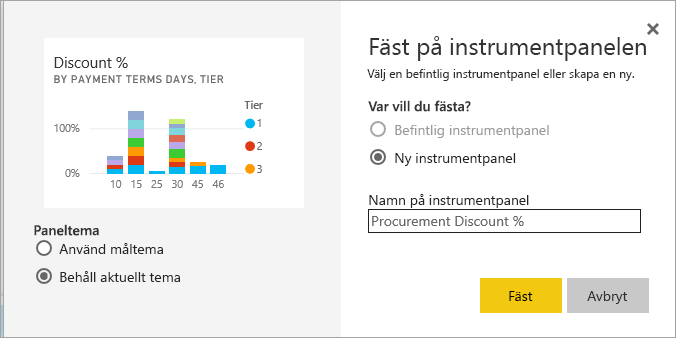 Discount %
BY PAYMENT TERMS DAYS, TIER
Tier
100%
1
2
0%
3
10 15 25 30 45 46
Paneltema
Använd måltema
Behåll aktuellt tema
Fäst på instrumentpanelen
Välj en befintlig instrumentpanel eller skapa en ny.
Var vill du fästa?
Befintlig instrumentpanel
Ny instrumentpanel
Namn på instrumentpanel
Procurement Discount %
Fäst
Avbryt